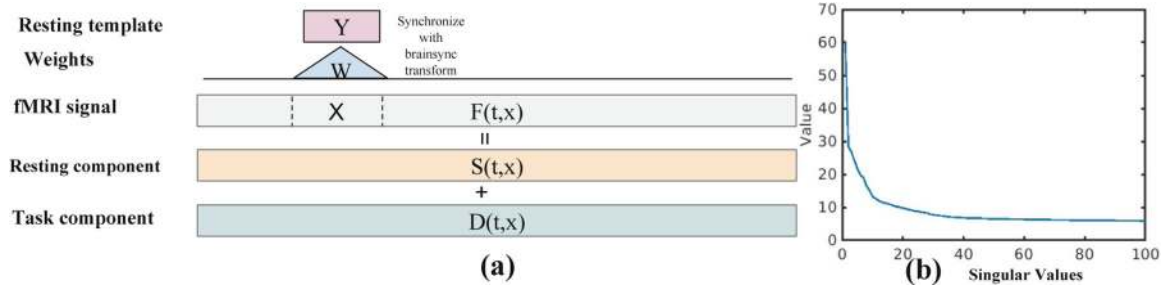 Resting template
Y
Synchronize
with
brainsync
transform
Weights
W
fMRI signal
X
F(t,x)
=
Resting component
S(t,x)
+
Task component
D(t,x)
(a)
70
60
50
40
30
20
10
0
Value
0 20 40 60 80 100
(b)
Singular Values